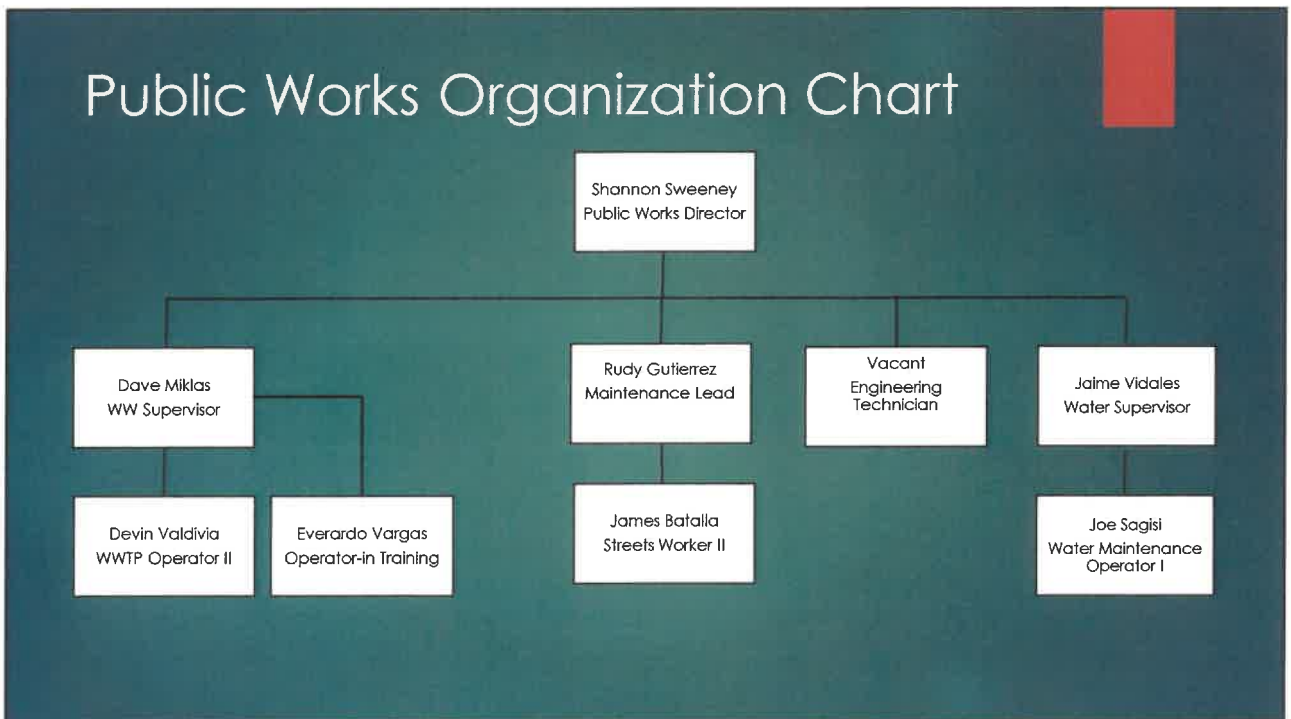 Public Works Organization Chart
Shannon Sweeney
Public Works Director
Dave Miklas
WW Supervisor
Rudy Gutierrez
Maintenance Lead
Vacant
Engineering
Technician
Jaime Vidales
Water Supervisor
Devin Valdivia
WWTP Operator II
Everardo Vargas
Operator-in Training
James Batalla
Streets Worker II
Joe Sagisi
Water Maintenance
Operator I